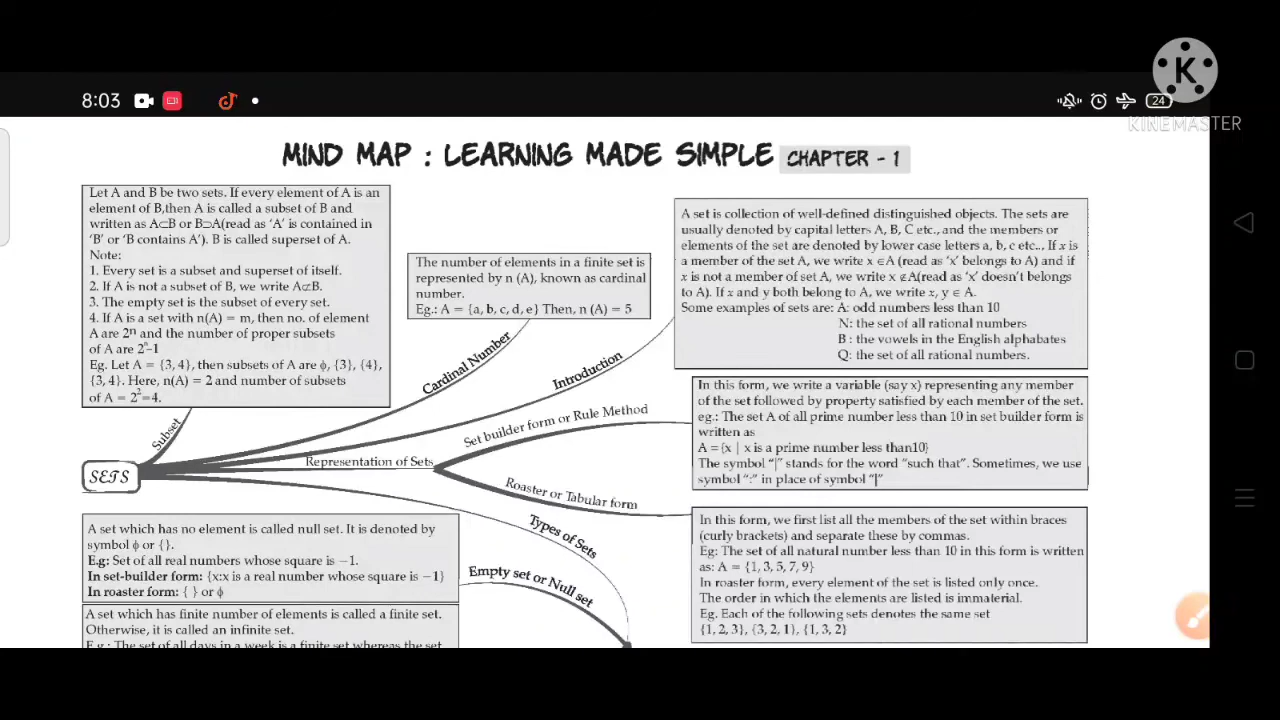 8:03
24
KINEMASTER
MIND MAP : LEARNING MADE SIMPLE CHAPTER - 1
Let A and B be two sets. If every element of A is an
element of B,then A is called a subset of B and
written as A⊂B or B⊃A(read as ‘A’ is contained in
‘B’ or ‘B contains A’). B is called superset of A.
Note:
1. Every set is a subset and superset of itself.
2. If A is not a subset of B, we write A⊄B.
3. The empty set is the subset of every set.
4. If A is a set with n(A) = m, then no. of element
A are 2ⁿ and the number of proper subsets
of A are 2ⁿ–1
Eg. Let A = {3, 4}, then subsets of A are ϕ, {3}, {4},
{3, 4}. Here, n(A) = 2 and number of subsets
of A = 2²=4.
The number of elements in a finite set is
represented by n (A), known as cardinal
number.
Eg.: A = {a, b, c, d, e} Then, n (A) = 5
A set is collection of well-defined distinguished objects. The sets are
usually denoted by capital letters A, B, C etc., and the members or
elements of the set are denoted by lower case letters a, b, c etc.., If x is
a member of the set A, we write x ∈A (read as ‘x’ belongs to A) and if
x is not a member of set A, we write x ∉A(read as ‘x’ doesn’t belongs
to A). If x and y both belong to A, we write x, y ∈ A.
Some examples of sets are: A: odd numbers less than 10
N: the set of all rational numbers
B : the vowels in the English alphabates
Q: the set of all rational numbers.
Subset
Cardinal Number
Introduction
Set builder form or Rule Method
Representation of Sets
SETS
Roaster or Tabular form
Types of Sets
Empty set or Null set
In this form, we write a variable (say x) representing any member
of the set followed by property satisfied by each member of the set.
eg.: The set A of all prime number less than 10 in set builder form is
written as
A ={x | x is a prime number less than10}
The symbol “|” stands for the word “such that”. Sometimes, we use
symbol “:” in place of symbol “|”
In this form, we first list all the members of the set within braces
(curly brackets) and separate these by commas.
Eg: The set of all natural number less than 10 in this form is written
as: A = {1, 3, 5, 7, 9}
In roaster form, every element of the set is listed only once.
The order in which the elements are listed is immaterial.
Eg. Each of the following sets denotes the same set
{1, 2, 3}, {3, 2, 1}, {1, 3, 2}
A set which has no element is called null set. It is denoted by
symbol ϕ or {}.
E.g: Set of all real numbers whose square is –1.
In set-builder form: {x:x is a real number whose square is –1}
In roaster form: { } or ϕ
A set which has finite number of elements is called a finite set.
Otherwise, it is called an infinite set.
E.g.: The set of all days in a week is a finite set whereas the set